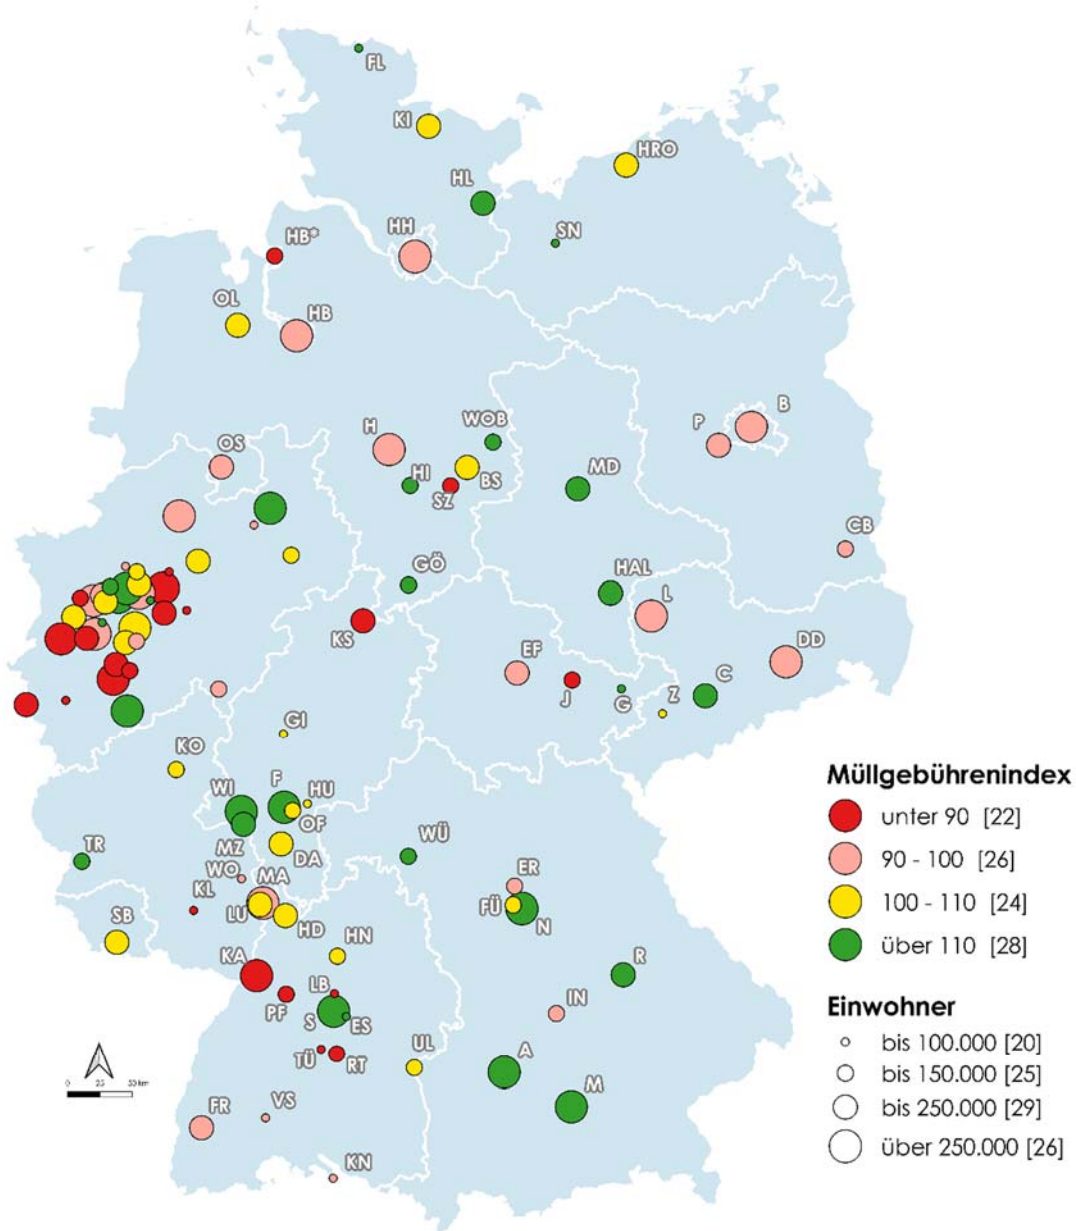 FL
KI
HRO
HL
SN
HH
HB*
OL
HB
B
P
WOB
H
OS
HI
BS
MD
SZ
CB
GÖ
HAL
L
KS
EF
DD
C
J
G
Z
GI
KO
F
WI
HU
OF
MZ
WÜ
TR
DA
WO
MA
ER
KL
FÜ
LU
N
SB
HD
HN
KA
R
LB
PF
IN
S
ES
UL
A
TÜ
RT
M
FR
VS
KN
0 25 50 km
Müllgebührenindex
unter 90 [22]
90 - 100 [26]
100 - 110 [24]
über 110 [28]
Einwohner
bis 100.000 [20]
bis 150.000 [25]
bis 250.000 [29]
über 250.000 [26]